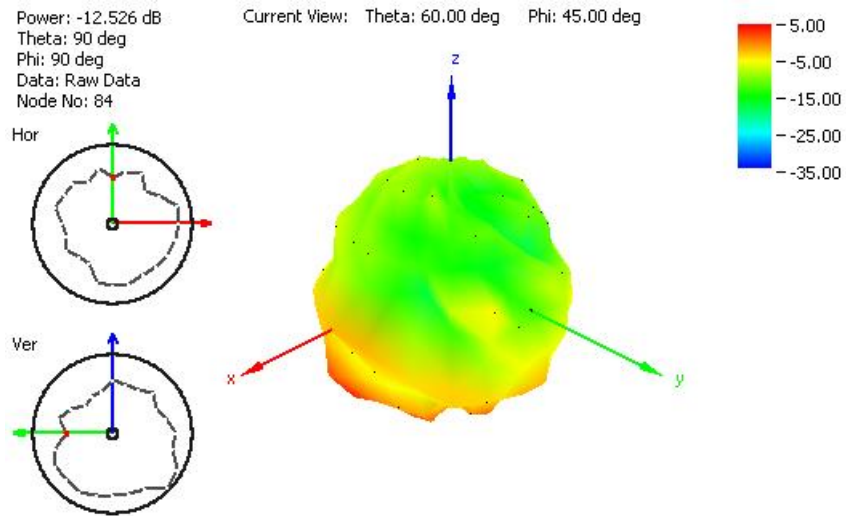 Power: -12.526 dB
Theta: 90 deg
Phi: 90 deg
Data: Raw Data
Node No: 84
Current View: Theta: 60.00 deg Phi: 45.00 deg
5.00
-5.00
-15.00
-25.00
-35.00
Hor
Ver
z
x
y